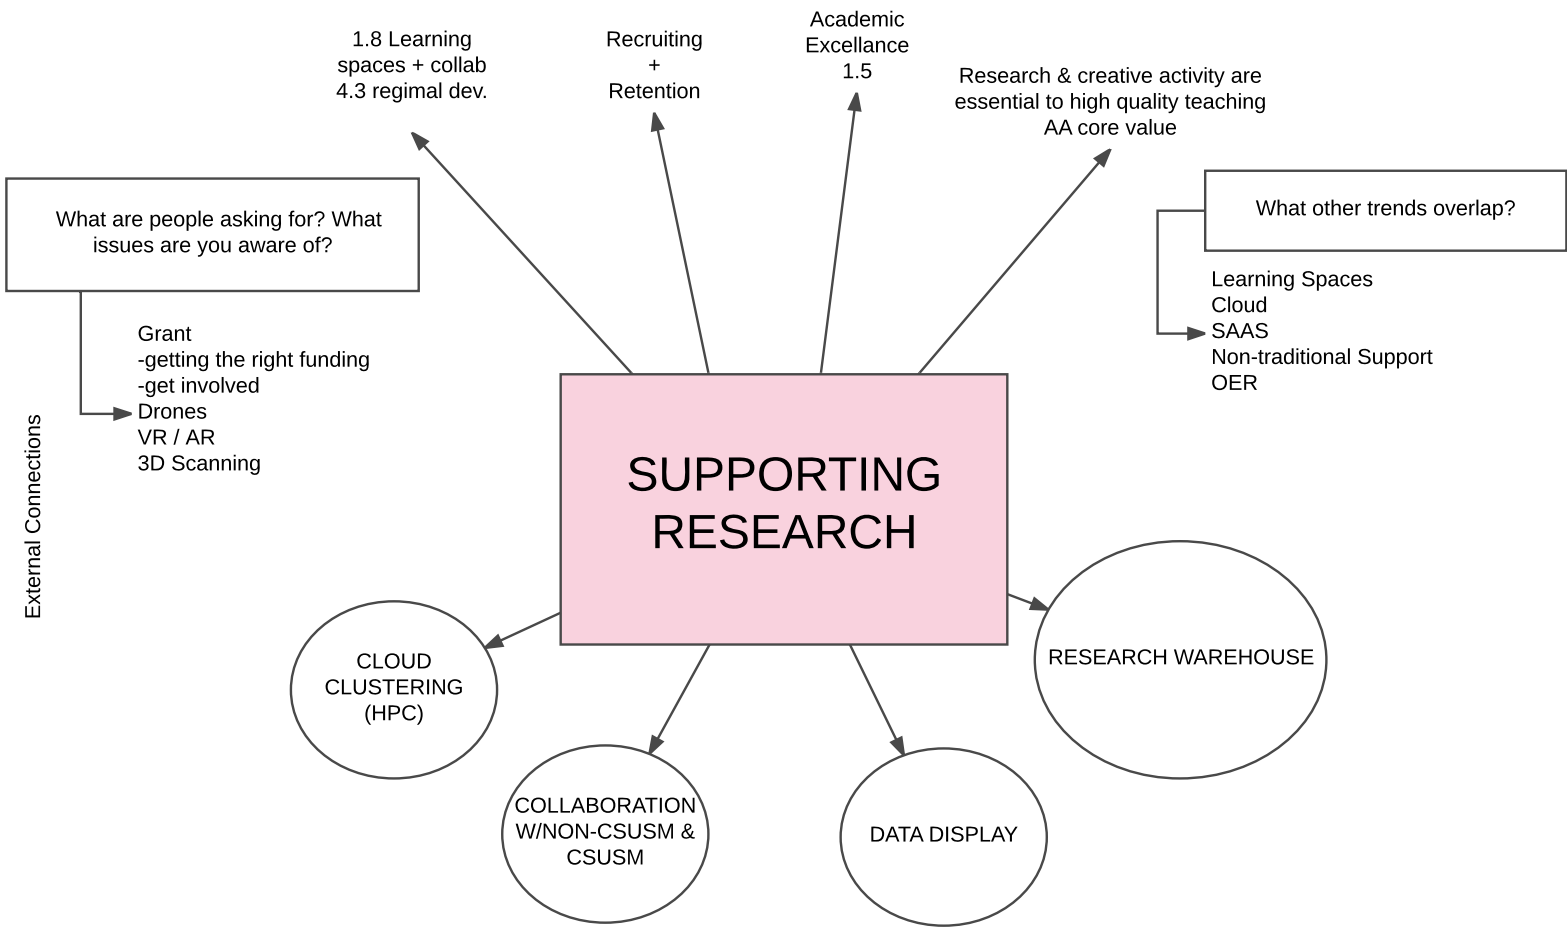 1.8 Learning
spaces + collab
4.3 regimal dev.
Recruiting
+
Retention
Academic
Excellance
1.5
Research & creative activity are
essential to high quality teaching
AA core value
What are people asking for? What
issues are you aware of?
What other trends overlap?
Learning Spaces
Cloud
SAAS
Non-traditional Support
OER
Grant
-getting the right funding
-get involved
Drones
VR / AR
3D Scanning
External Connections
SUPPORTING
RESEARCH
CLOUD
CLUSTERING
(HPC)
COLLABORATION
W/NON-CSUSM &
CSUSM
DATA DISPLAY
RESEARCH WAREHOUSE